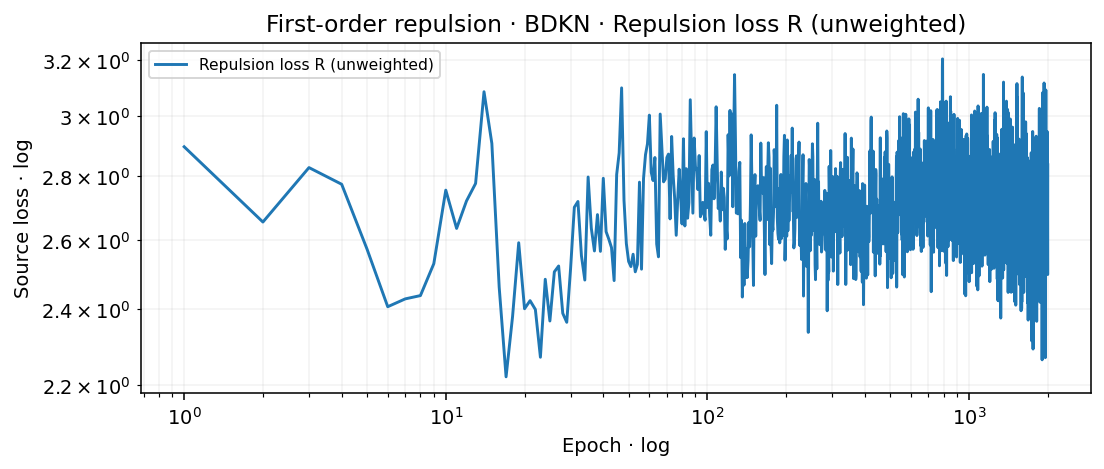 First-order repulsion · BDKN · Repulsion loss R (unweighted)
Repulsion loss R (unweighted)
Source loss · log
3.2 × 10⁰
3 × 10⁰
2.8 × 10⁰
2.6 × 10⁰
2.4 × 10⁰
2.2 × 10⁰
10⁰ 10¹ 10² 10³
Epoch · log